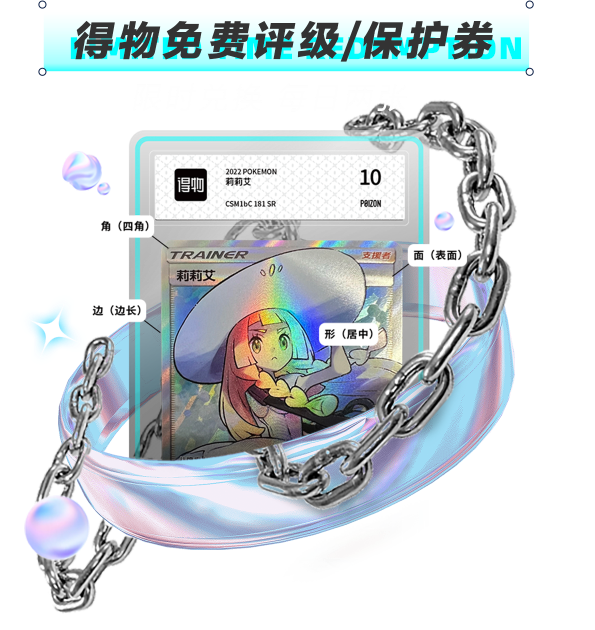 得物免费评级/保护券
2022 POKEMON
莉莉艾
CSM1bC 181 SR
得物
10
POIZON
角（四角）
面（表面）
TRAINER
支援者
莉莉艾
边（边长）
形（居中）